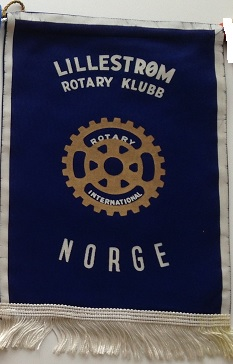 LILLESTRØM
ROTARY KLUBB
ROTARY
INTERNATIONAL
NORGE